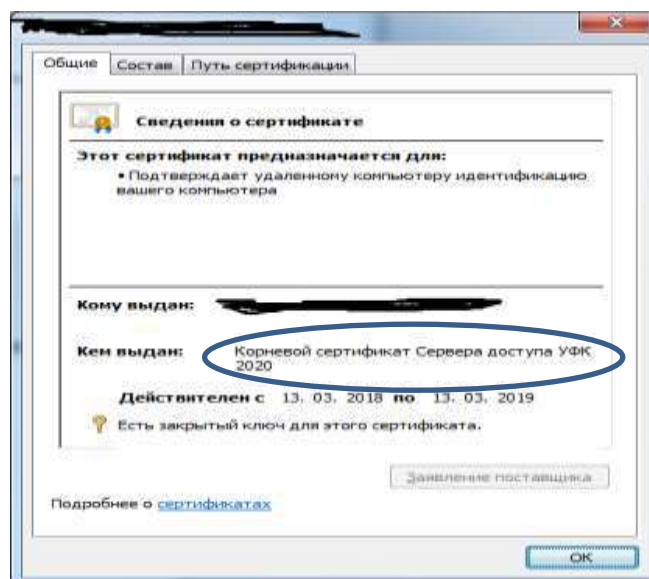 Общие Состав Путь сертификации
Сведения о сертификате
Этот сертификат предназначается для:
• Подтверждает удаленному компьютеру идентификацию
вашего компьютера
Кому выдан:
Кем выдан: Корневой сертификат Сервера доступа УФК
2020
Действителен с 13. 03. 2018 по 13. 03. 2019
Есть закрытый ключ для этого сертификата.
Заявление поставщика
Подробнее о сертификатах
ОК